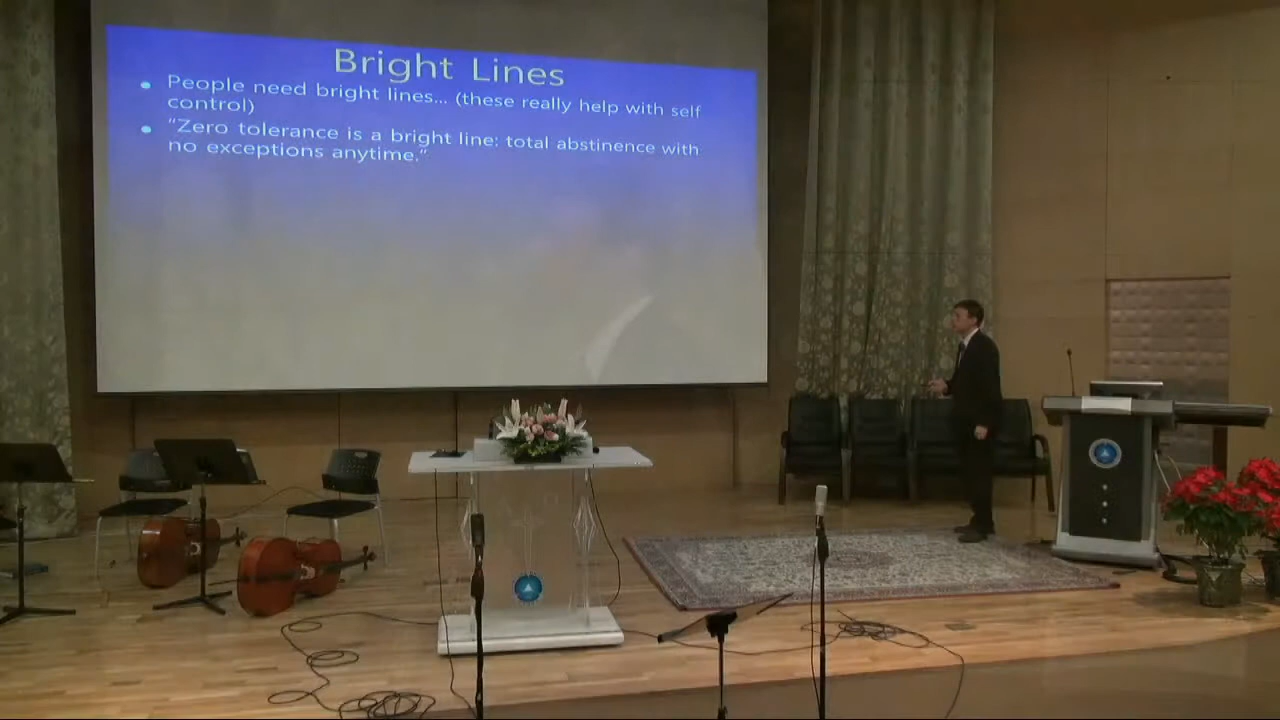 Bright Lines
• People need bright lines... (these really help with self
control)
• "Zero tolerance is a bright line: total abstinence with
no exceptions anytime."